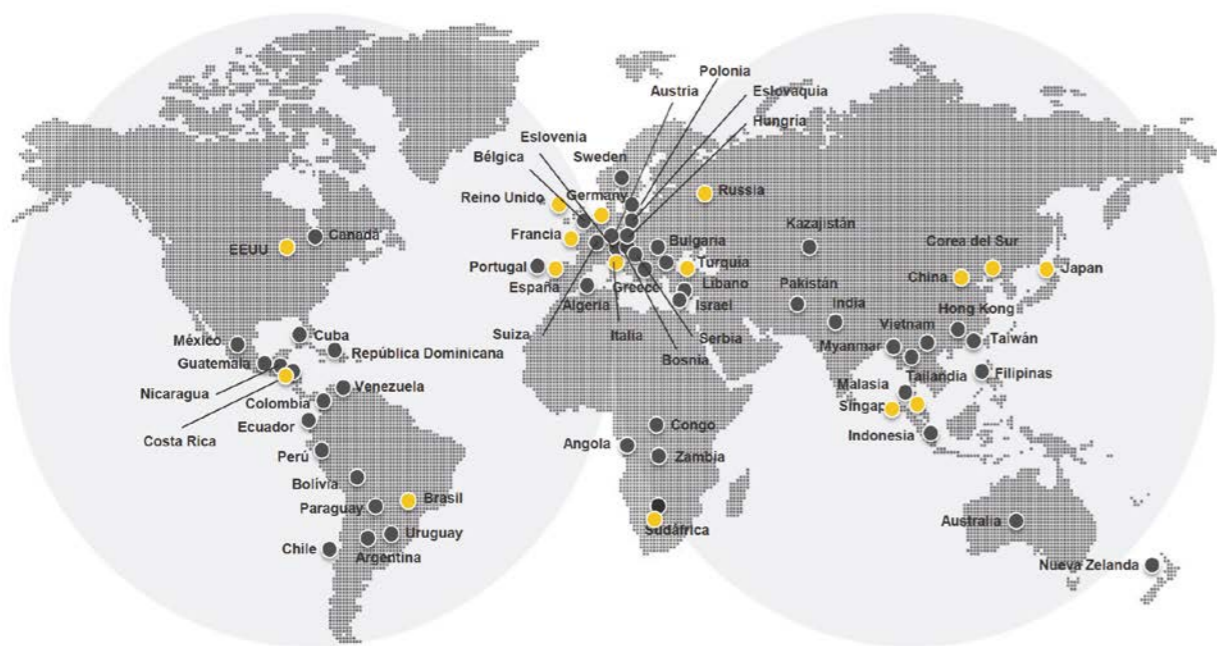 Polonia
Austria
Eslovaquia
Hungría
Eslovenia
Bélgica
Sweden
Reino Unido
Germany
Russia
Francia
Kazajistán
Canadá
EEUU
Bulgaria
Corea del Sur
Portugal
Turquía
China
Japan
España
Algeria
Greece
Líbano
Pakistán
Israel
India
Hong Kong
Suiza
Italia
Serbia
Bosnia
Vietnam
Myanmar
Taiwán
México
Cuba
Guatemala
República Dominicana
Tailandia
Filipinas
Nicaragua
Venezuela
Colombia
Malasia
Singap
Costa Rica
Ecuador
Congo
Indonesia
Angola
Perú
Zambia
Bolívia
Brasil
Paraguay
Sudáfrica
Australia
Uruguay
Chile
Argentina
Nueva Zelanda